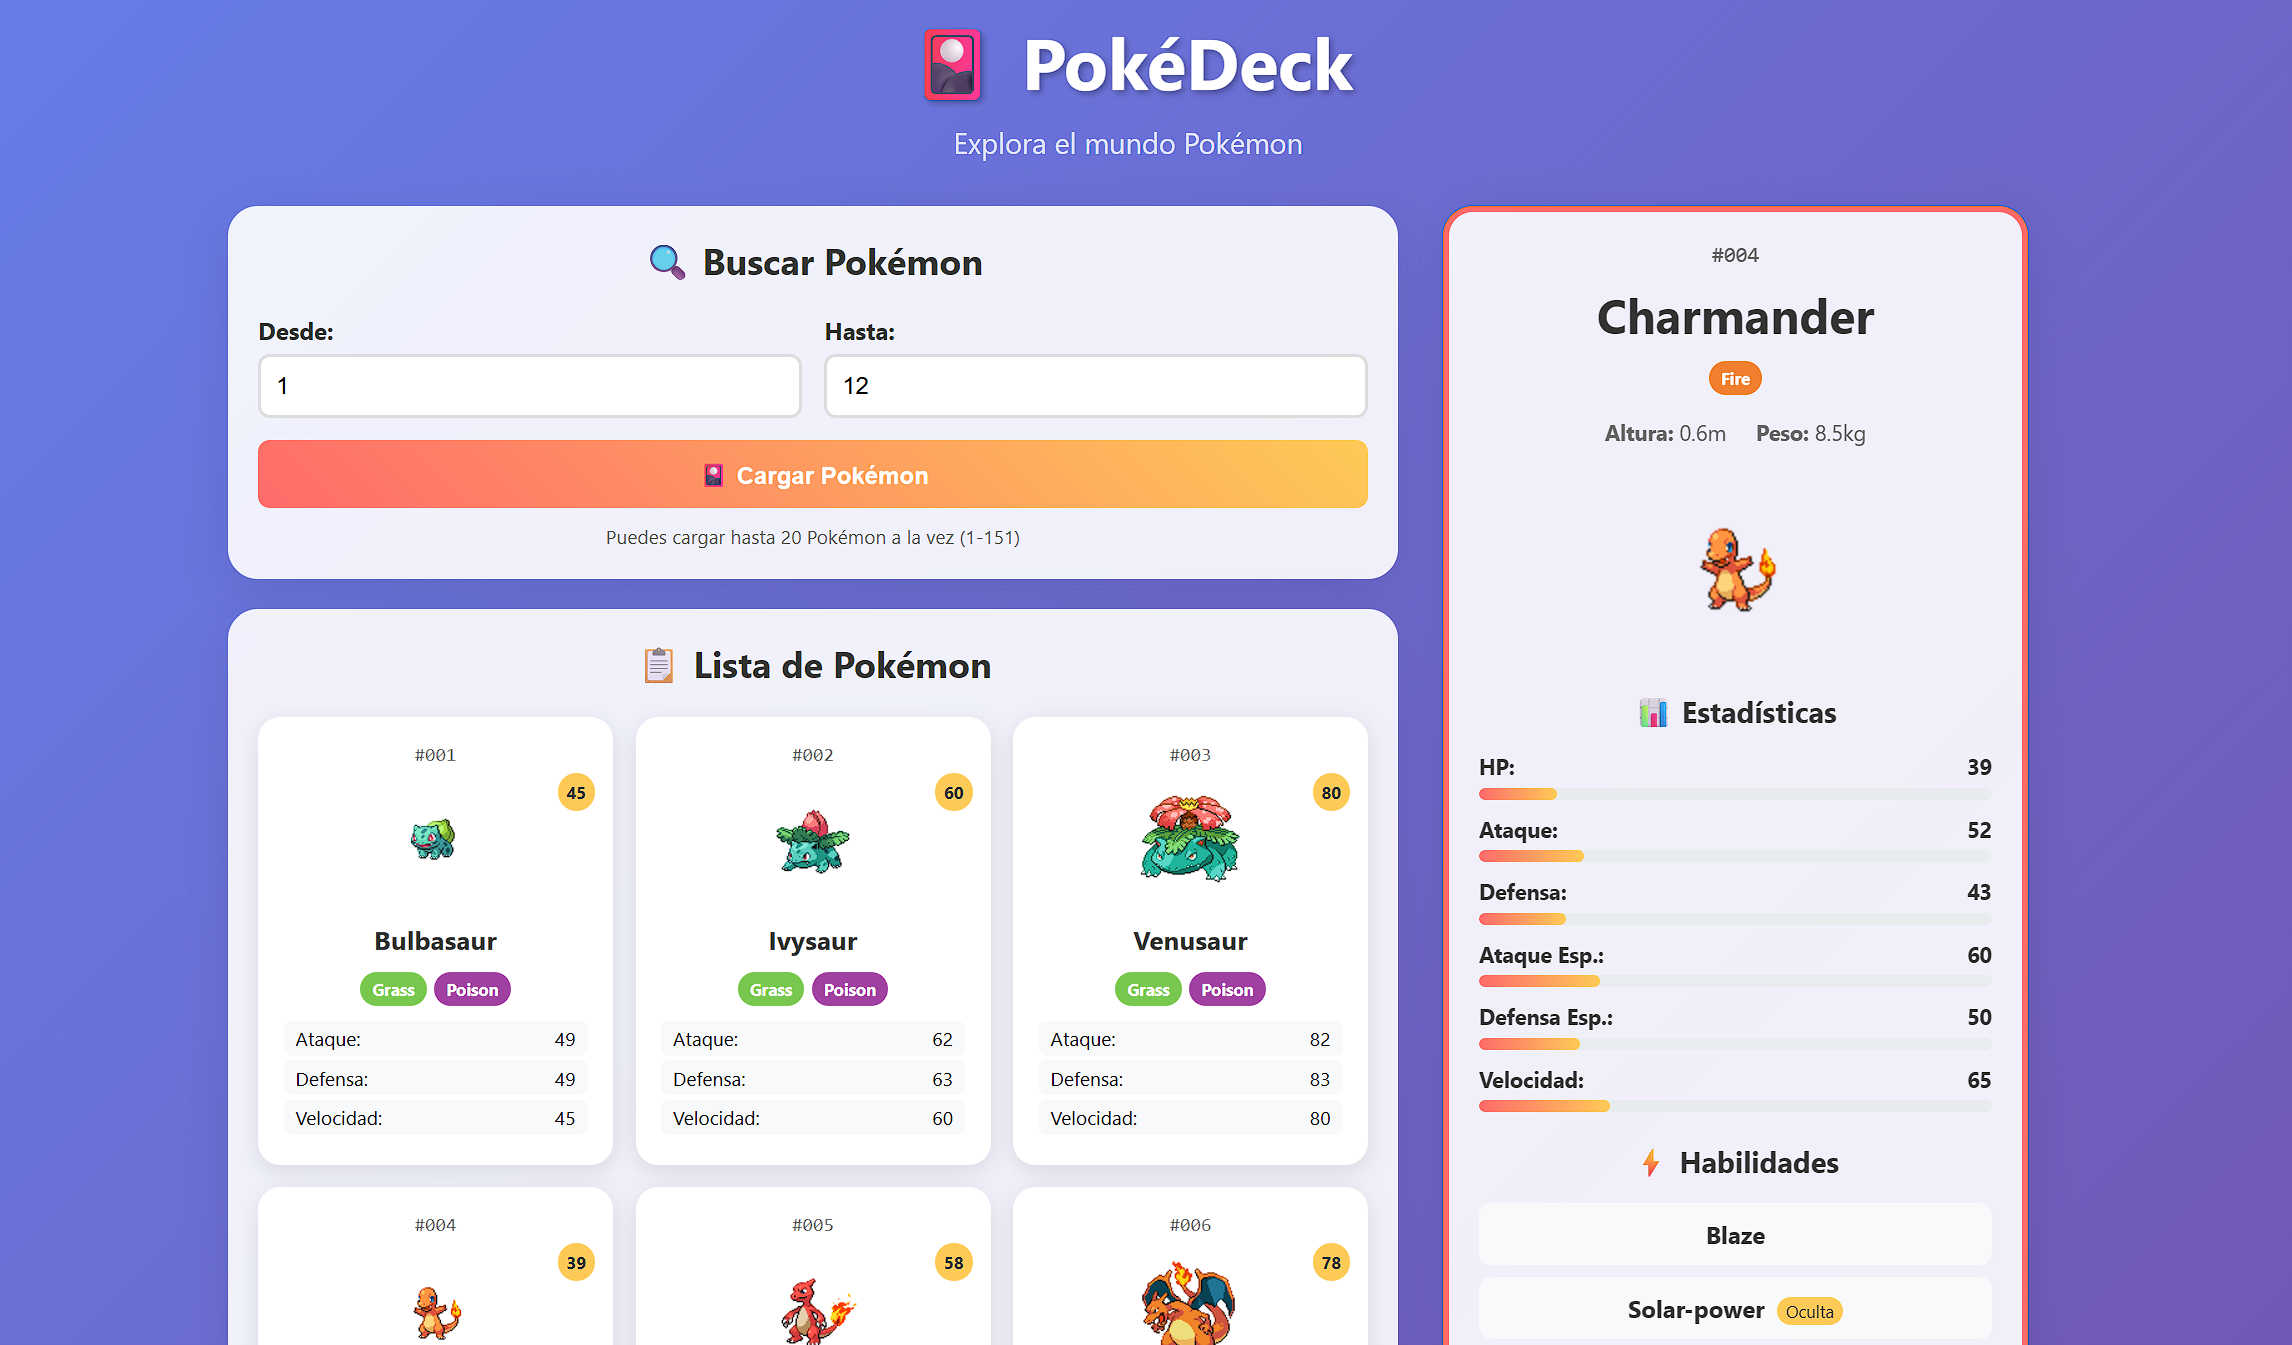 PokéDeck
Explora el mundo Pokémon
Buscar Pokémon
Desde:
Hasta:
1
12
Cargar Pokémon
Puedes cargar hasta 20 Pokémon a la vez (1-151)
Lista de Pokémon
#001
45
Bulbasaur
Grass Poison
Ataque: 49
Defensa: 49
Velocidad: 45
#002
60
Ivysaur
Grass Poison
Ataque: 62
Defensa: 63
Velocidad: 60
#003
80
Venusaur
Grass Poison
Ataque: 82
Defensa: 83
Velocidad: 80
#004
39
#005
58
#006
78
#004
Charmander
Fire
Altura: 0.6m Peso: 8.5kg
Estadísticas
HP: 39
Ataque: 52
Defensa: 43
Ataque Esp.: 60
Defensa Esp.: 50
Velocidad: 65
Habilidades
Blaze
Solar-power Oculta